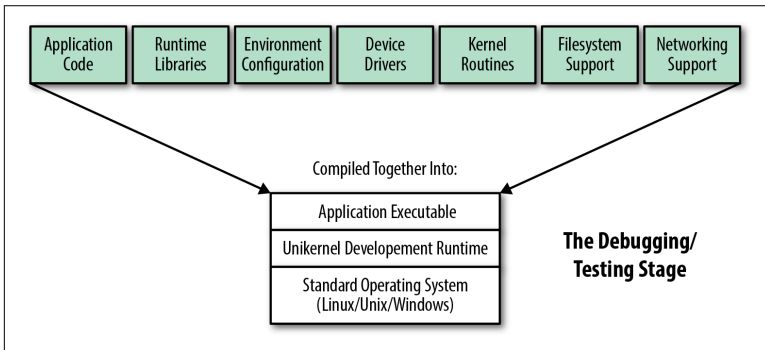 Application
Code
Runtime
Libraries
Environment
Configuration
Device
Drivers
Kernel
Routines
Filesystem
Support
Networking
Support
Compiled Together Into:
Application Executable
Unikernel Developement Runtime
Standard Operating System
(Linux/Unix/Windows)
The Debugging/
Testing Stage